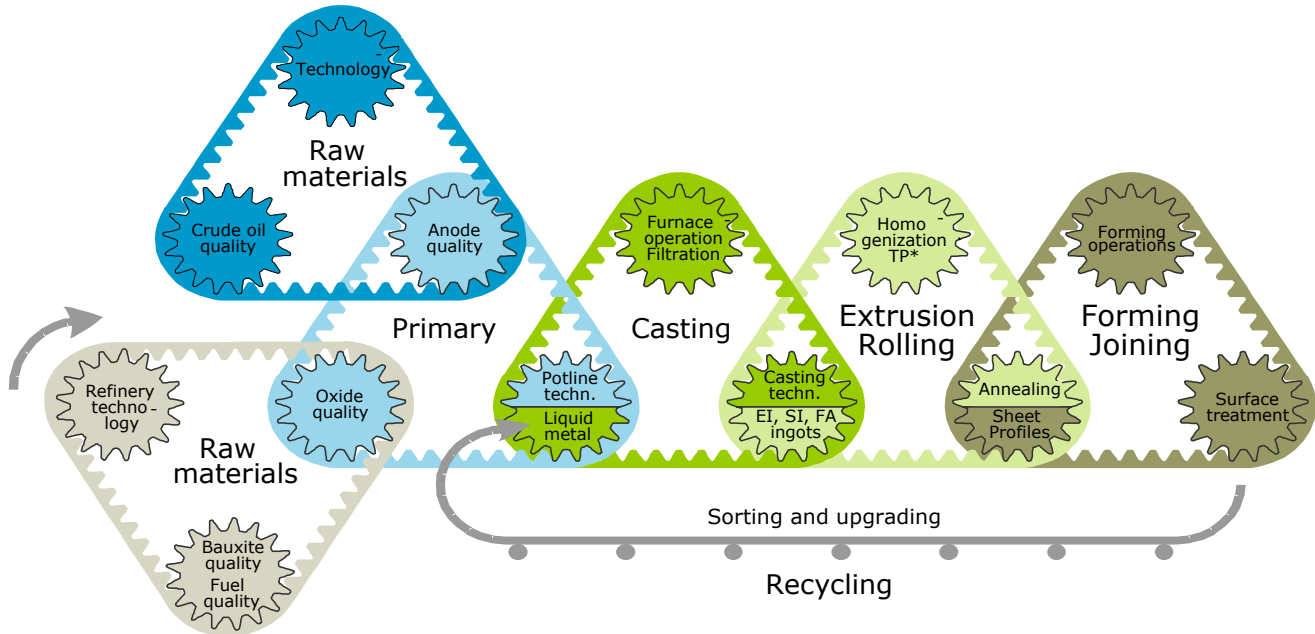 Technology-
Raw
materials
Crude oil
quality
Anode
quality
Primary
Furnace-
operation
Filtration
Casting
Homo-
genization
TP*
Extrusion
Rolling
Forming
operations
Forming
Joining
Refinery
techno-
logy
Oxide
quality
Raw
materials
Bauxite
quality
Fuel
quality
Potline
techn.
Liquid
metal
Casting
techn.
EI, SI, FA
ingots
Annealing
Sheet
Profiles
Surface
treatment
Sorting and upgrading
Recycling